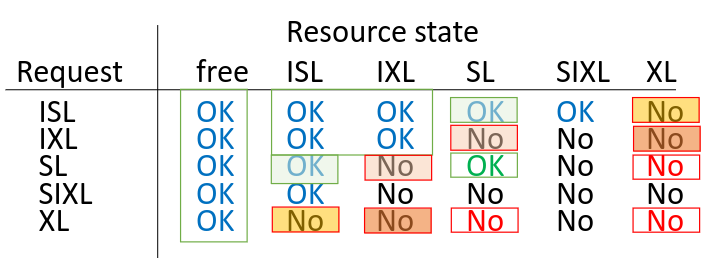 Resource state
Request free ISL IXL SL SIXL XL
ISL OK OK OK OK OK No
IXL OK OK OK No No No
SL OK OK No OK No No
SIXL OK OK No No No No
XL OK No No No No No